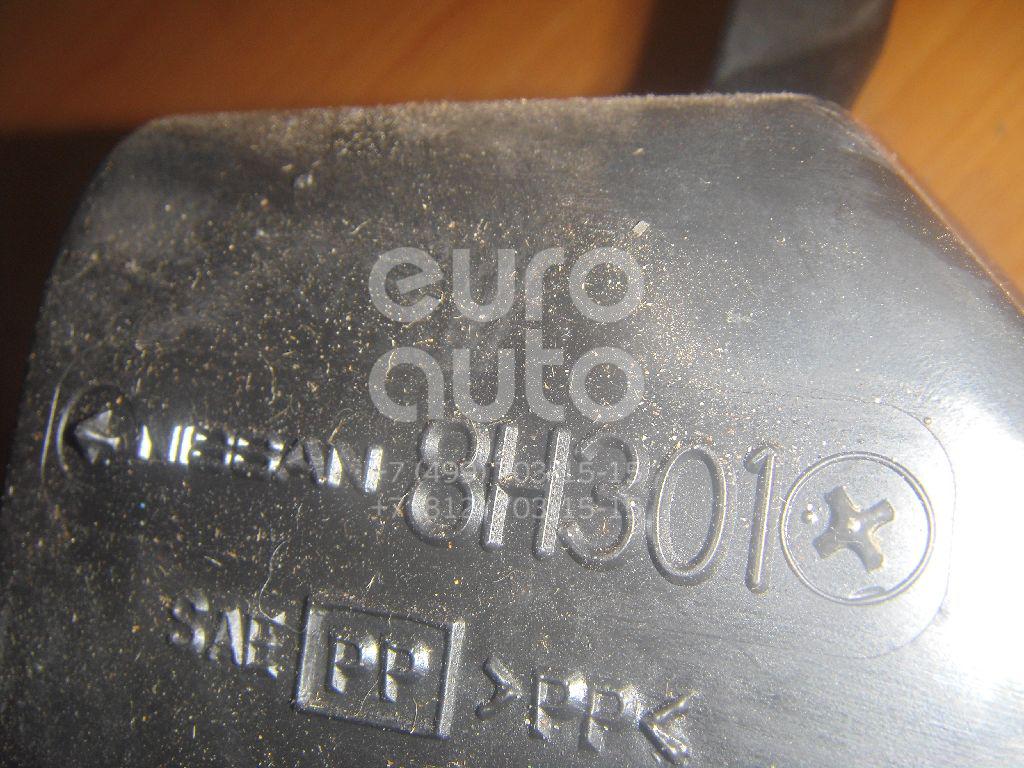 euro
auto
NISSAN 8H301
SAE PP >PP<